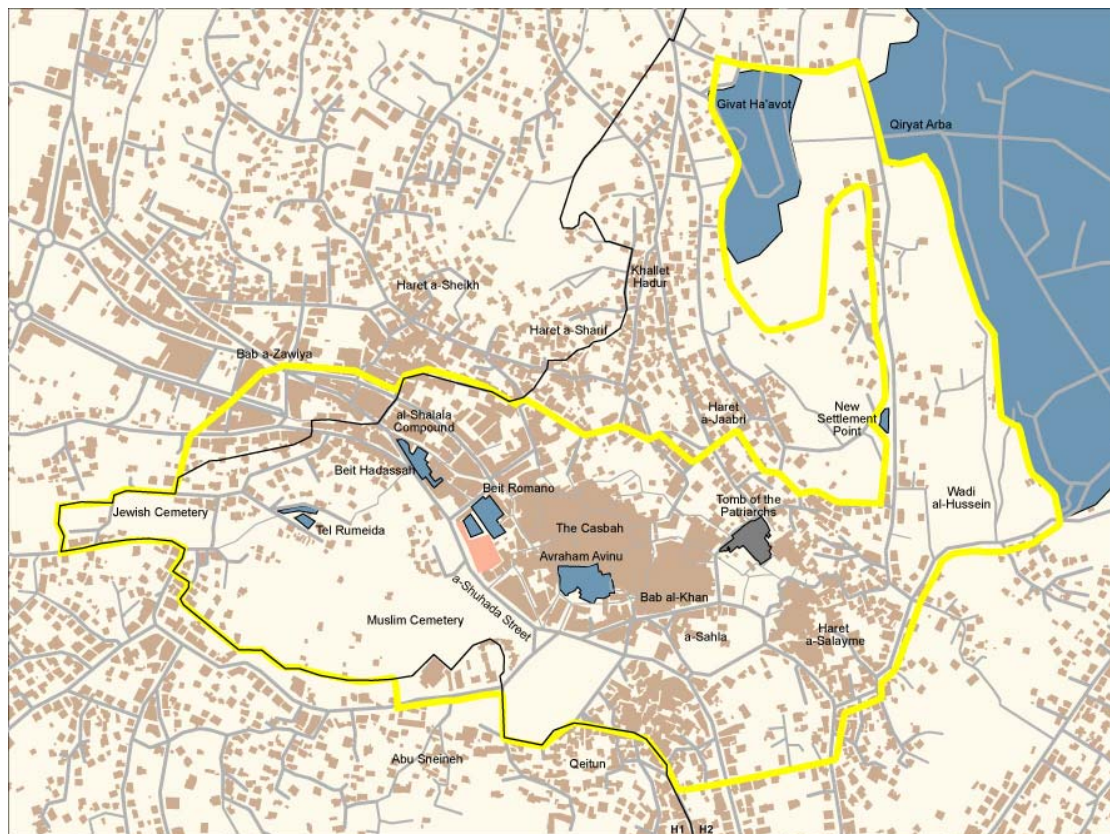 Givat Ha'avot
Qiryat Arba
Khallet
Hadur
Haret a-Sheikh
Haret a-Sharif
Bab a-Zawiya
al-Shalala
Compound
Haret
a-Jaabri
New
Settlement
Point
Beit Hadassah
Beit Romano
Tomb of the
Patriarchs
Wadi
al-Hussein
Jewish Cemetery
Tel Rumeida
The Casbah
Avraham Avinu
a-Shuhada Street
Bab al-Khan
Muslim Cemetery
a-Sahla
Haret
a-Salayme
Abu Sneineh
Qeitun
H1 H2